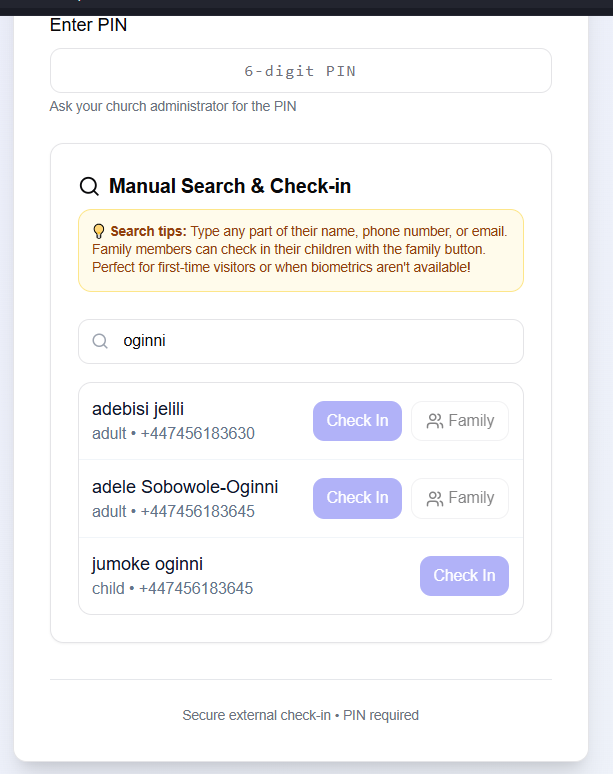 Enter PIN
6-digit PIN
Ask your church administrator for the PIN
Manual Search & Check-in
Search tips: Type any part of their name, phone number, or email.
Family members can check in their children with the family button.
Perfect for first-time visitors or when biometrics aren't available!
oginni
adebisi jelili
adult • +447456183630
Check In
Family
adele Sobowole-Oginni
adult • +447456183645
Check In
Family
jumoke oginni
child • +447456183645
Check In
Secure external check-in • PIN required